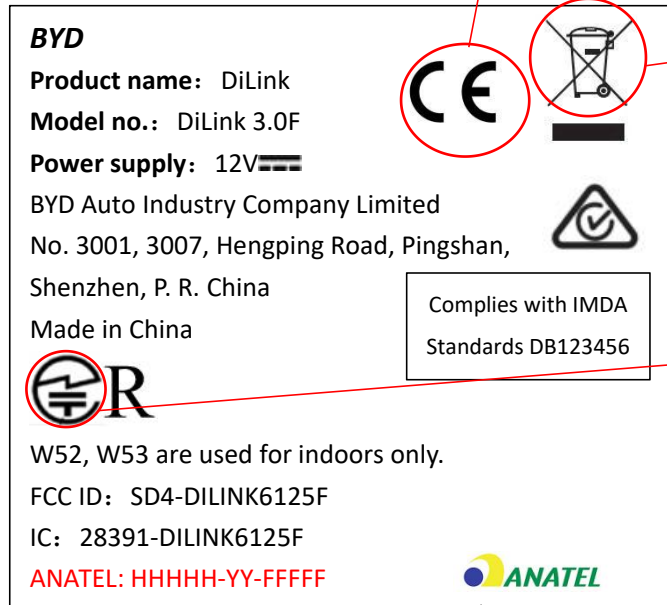 BYD
Product name： DiLink
Model no.： DiLink 3.0F
Power supply： 12V
BYD Auto Industry Company Limited
No. 3001, 3007, Hengping Road, Pingshan,
Shenzhen, P. R. China
Made in China
CE
Complies with IMDA
Standards DB123456
R
W52, W53 are used for indoors only.
FCC ID： SD4-DILINK6125F
IC： 28391-DILINK6125F
ANATEL: HHHHH-YY-FFFFF
ANATEL